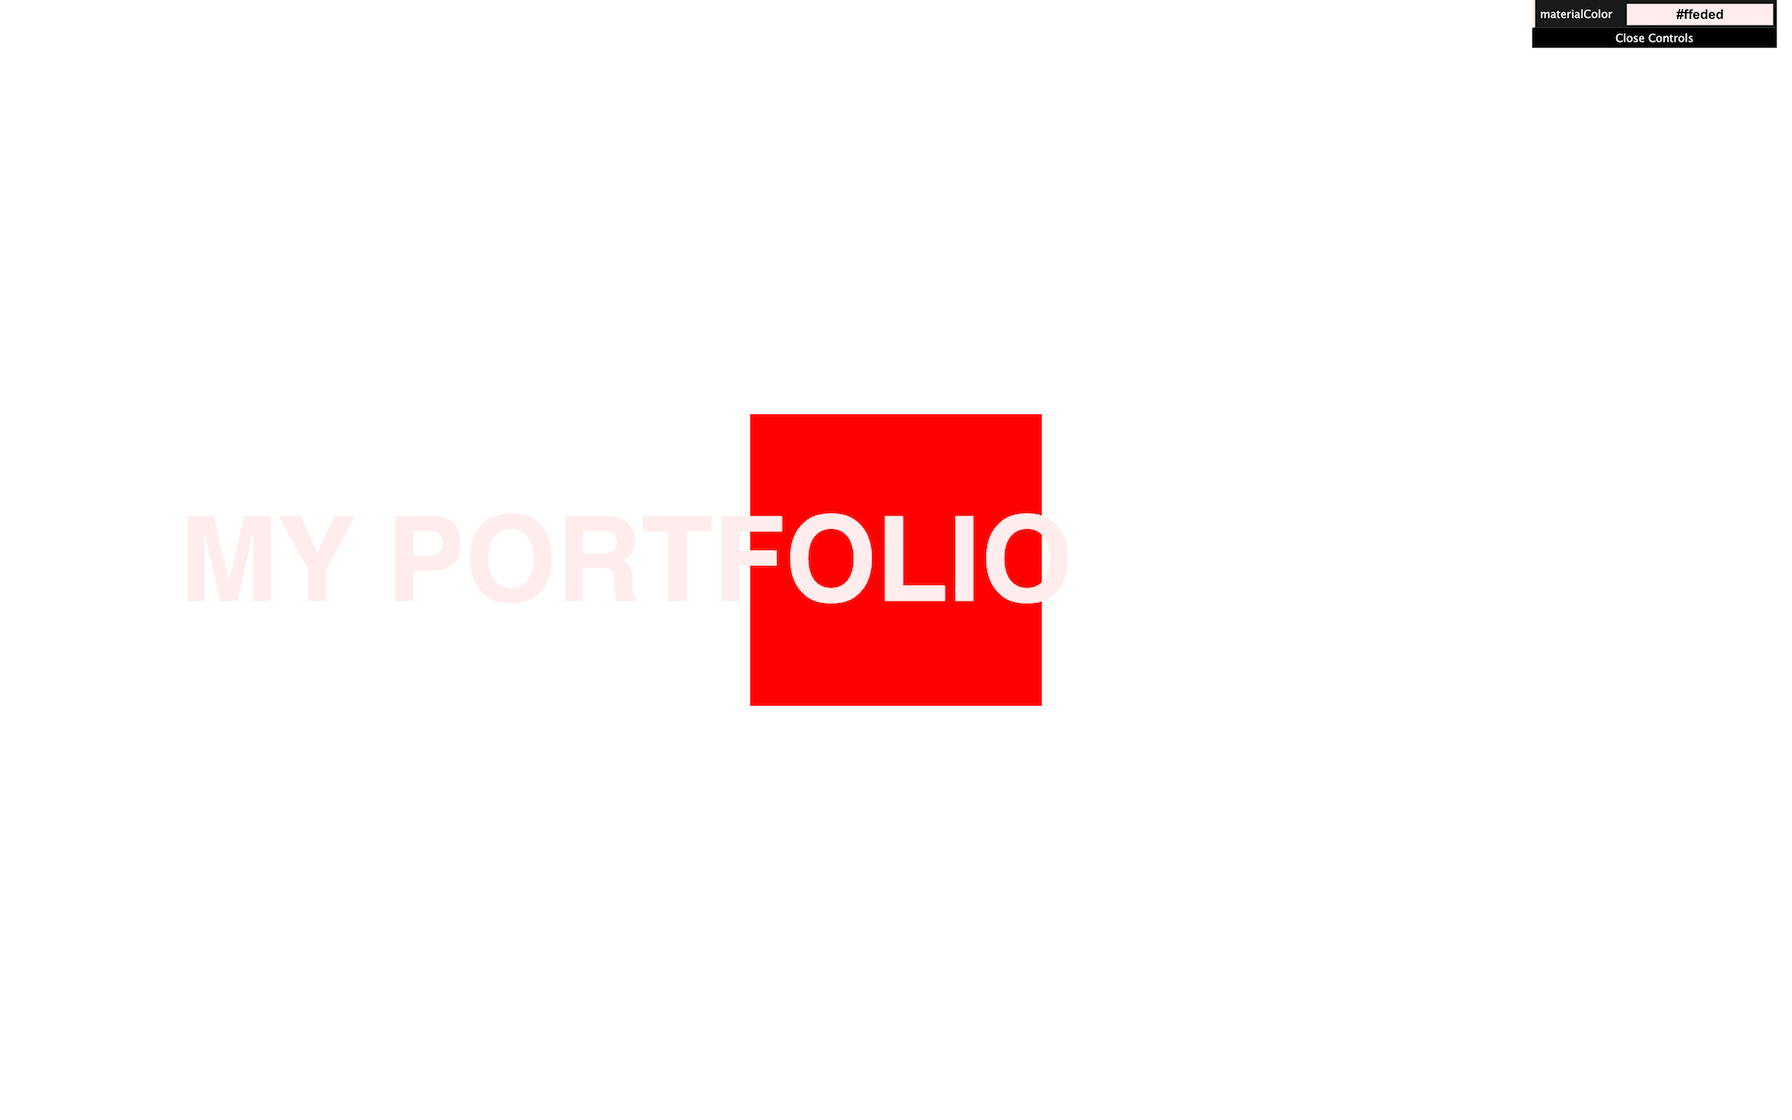 materialColor #ffeded
Close Controls
MY PORTFOLIO